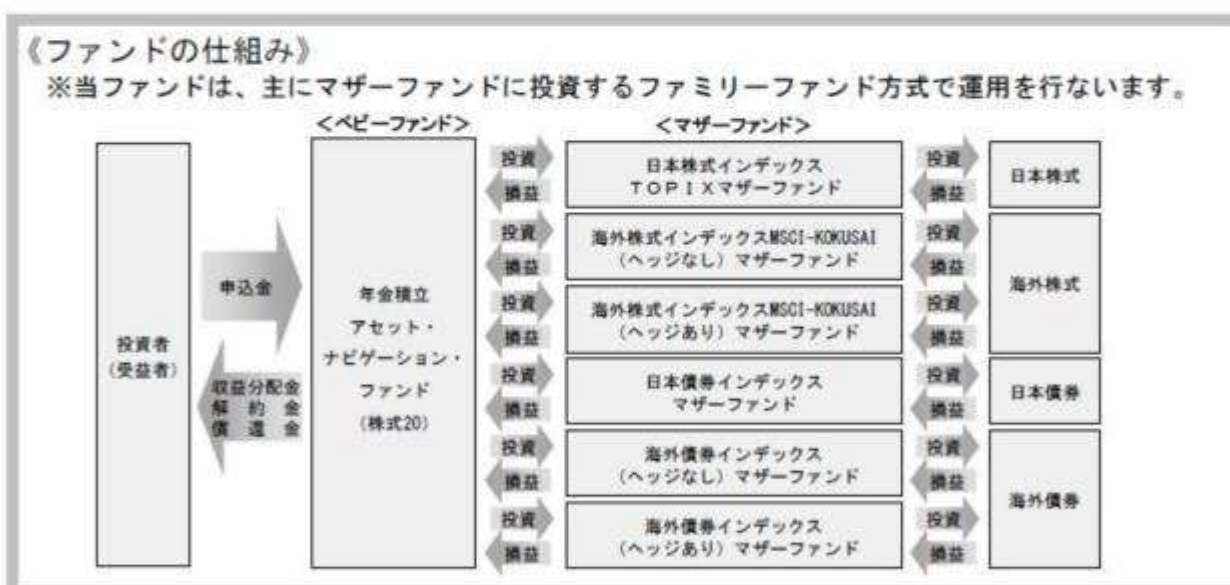 《ファンドの仕組み》
※当ファンドは、主にマザーファンドに投資するファミリーファンド方式で運用を行ないます。
＜ベビーファンド＞
＜マザーファンド＞
投資者
(受益者)
申込金
収益分配金
解約金
償還金
年金積立
アセット・
ナビゲーション・
ファンド
(株式20)
投資
損益
日本株式インデックス
ＴＯＰＩＸマザーファンド
投資
損益
日本株式
投資
損益
海外株式インデックスMSCI-KOKUSAI
(ヘッジなし) マザーファンド
投資
損益
海外株式
投資
損益
海外株式インデックスMSCI-KOKUSAI
(ヘッジあり) マザーファンド
投資
損益
投資
損益
日本債券インデックス
マザーファンド
投資
損益
日本債券
投資
損益
海外債券インデックス
(ヘッジなし) マザーファンド
投資
損益
海外債券
投資
損益
海外債券インデックス
(ヘッジあり) マザーファンド
投資
損益